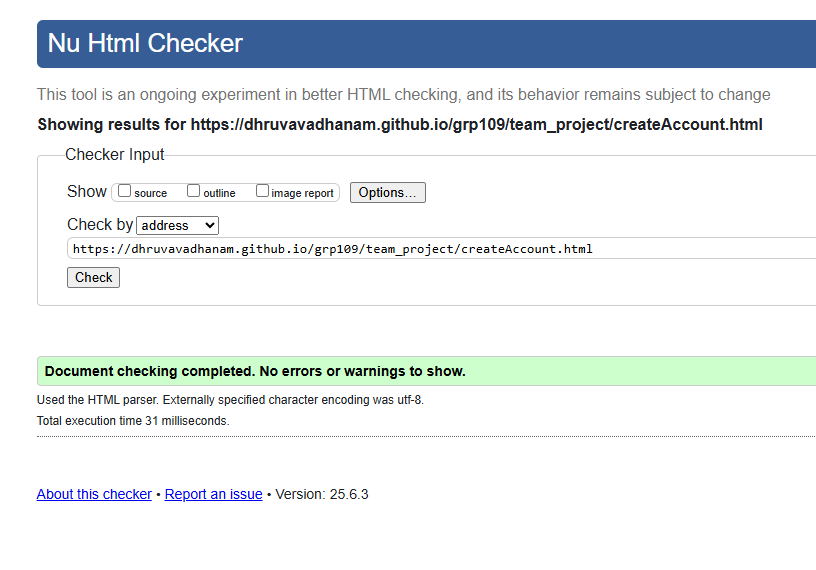 Nu Html Checker
This tool is an ongoing experiment in better HTML checking, and its behavior remains subject to change
Showing results for https://dhruvavadhanam.github.io/grp109/team_project/createAccount.html
Checker Input
Show source outline image report Options...
Check by address
https://dhruvavadhanam.github.io/grp109/team_project/createAccount.html
Check
Document checking completed. No errors or warnings to show.
Used the HTML parser. Externally specified character encoding was utf-8.
Total execution time 31 milliseconds.
About this checker • Report an issue • Version: 25.6.3